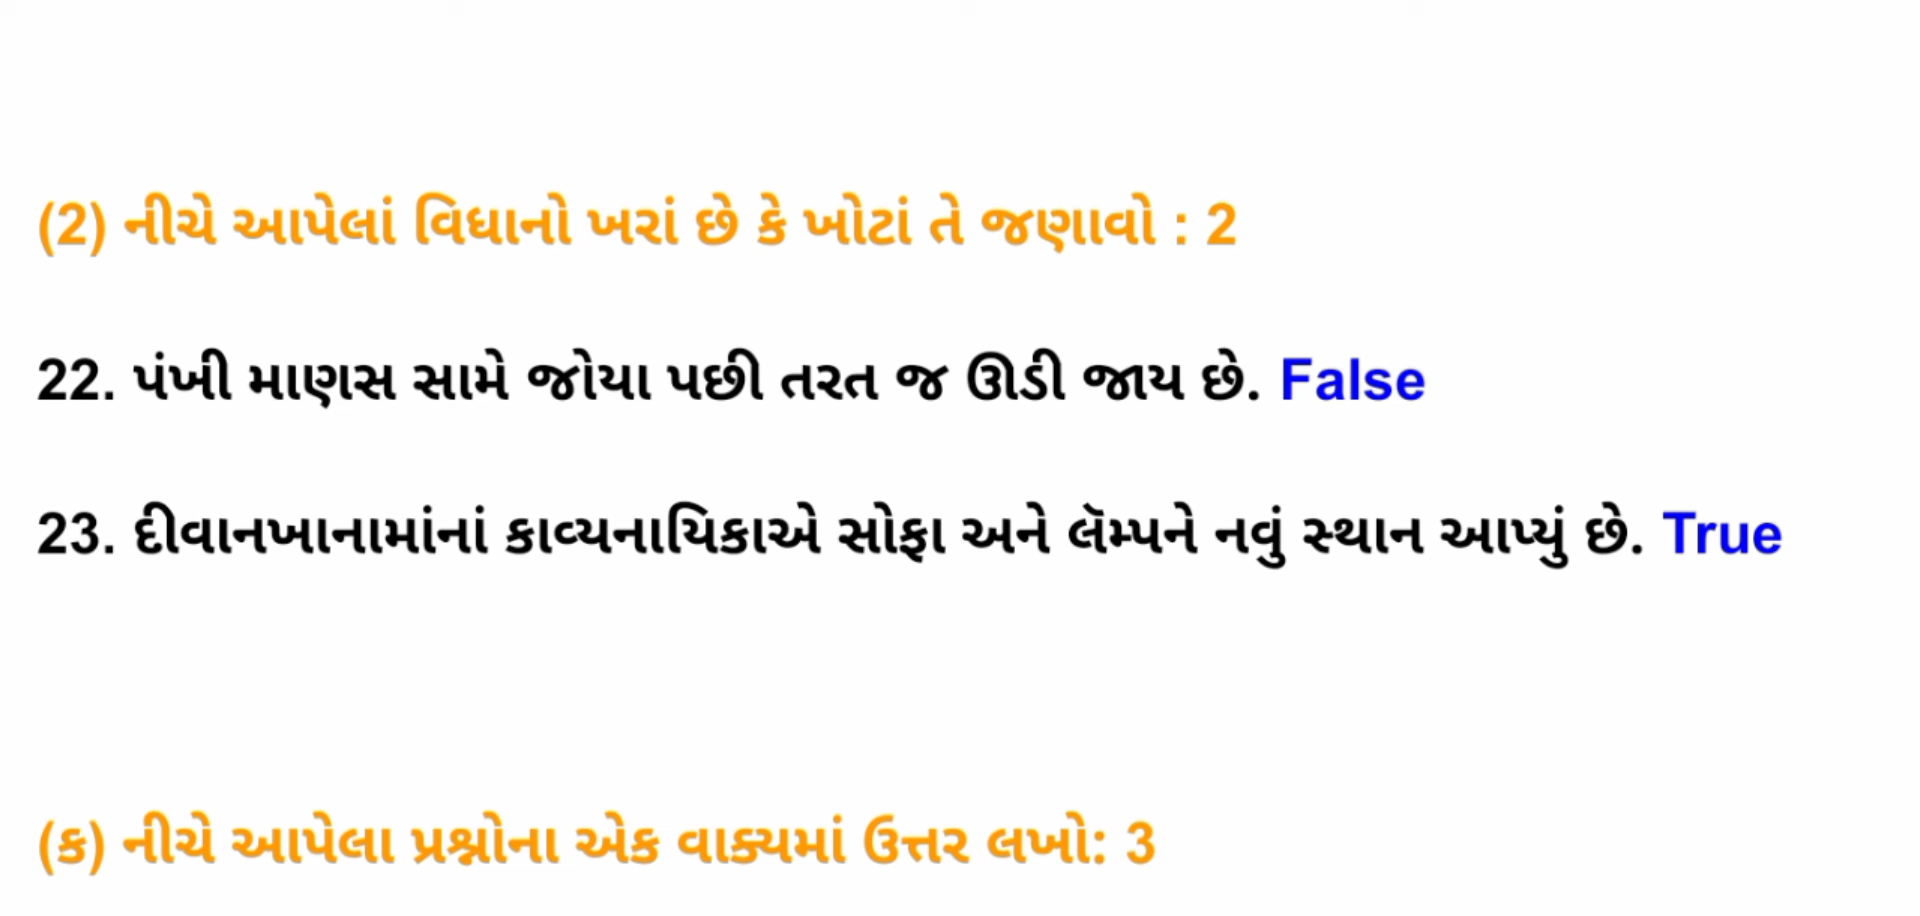 (2) નીચે આપેલાં વિધાનો ખરાં છે કે ખોટાં તે જણાવો : 2
22. પંખી માણસ સામે જોયા પછી તરત જ ઊડી જાય છે. False
23. દીવાનખાનામાંનાં કાવ્યનાયિકાએ સોફા અને લૅમ્પને નવું સ્થાન આપ્યું છે. True
(ક) નીચે આપેલા પ્રશ્નોના એક વાક્યમાં ઉત્તર લખો: 3